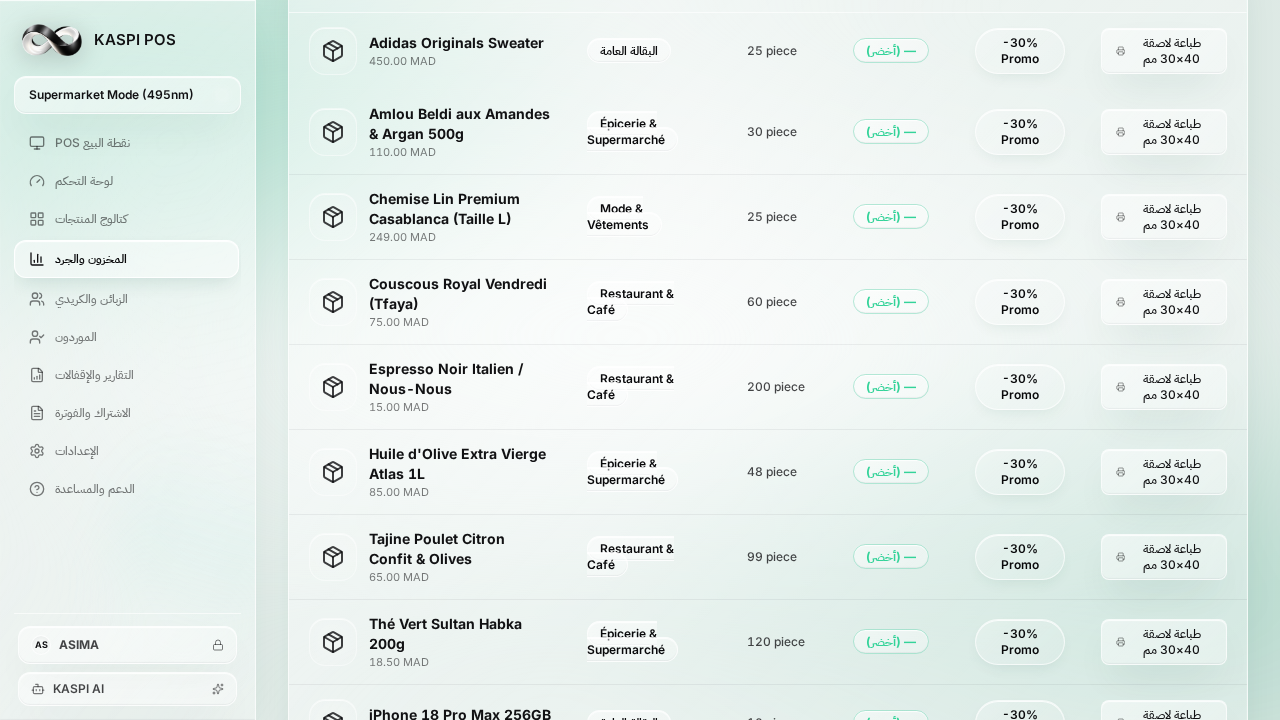 KASPI POS
Supermarket Mode (495nm)
نقطة البيع POS
لوحة التحكم
كتالوج المنتجات
المخزون والجرد
الزبائن والكريدي
الموردون
التقارير والإقفالات
الاشتراك والفوترة
الإعدادات
الدعم والمساعدة
AS ASIMA
KASPI AI
Adidas Originals Sweater
450.00 MAD
البقالة العامة
25 piece
— (أخضر)
-30%
Promo
طباعة لاصقة
40×30 مم
Amlou Beldi aux Amandes
& Argan 500g
110.00 MAD
Épicerie &
Supermarché
30 piece
— (أخضر)
-30%
Promo
طباعة لاصقة
40×30 مم
Chemise Lin Premium
Casablanca (Taille L)
249.00 MAD
Mode &
Vêtements
25 piece
— (أخضر)
-30%
Promo
طباعة لاصقة
40×30 مم
Couscous Royal Vendredi
(Tfaya)
75.00 MAD
Restaurant &
Café
60 piece
— (أخضر)
-30%
Promo
طباعة لاصقة
40×30 مم
Espresso Noir Italien /
Nous-Nous
15.00 MAD
Restaurant &
Café
200 piece
— (أخضر)
-30%
Promo
طباعة لاصقة
40×30 مم
Huile d'Olive Extra Vierge
Atlas 1L
85.00 MAD
Épicerie &
Supermarché
48 piece
— (أخضر)
-30%
Promo
طباعة لاصقة
40×30 مم
Tajine Poulet Citron
Confit & Olives
65.00 MAD
Restaurant &
Café
99 piece
— (أخضر)
-30%
Promo
طباعة لاصقة
40×30 مم
Thé Vert Sultan Habka
200g
18.50 MAD
Épicerie &
Supermarché
120 piece
— (أخضر)
-30%
Promo
طباعة لاصقة
40×30 مم
iPhone 18 Pro Max 256GB
-30%
طباعة لاصقة